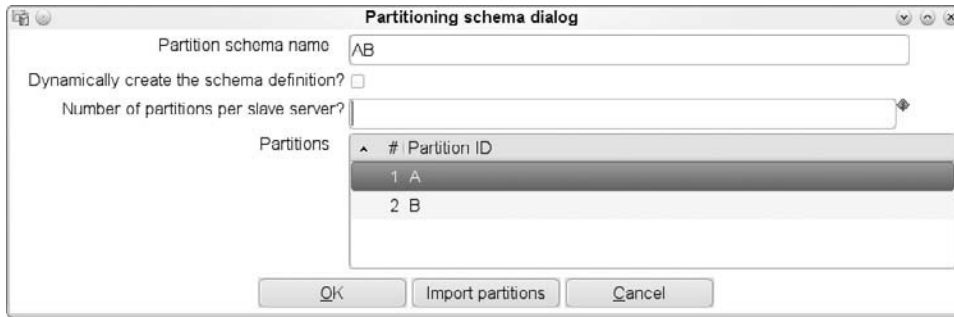 Partitioning schema dialog
Partition schema name AB
Dynamically create the schema definition?
Number of partitions per slave server?
Partitions # Partition ID
1 A
2 B
OK Import partitions Cancel